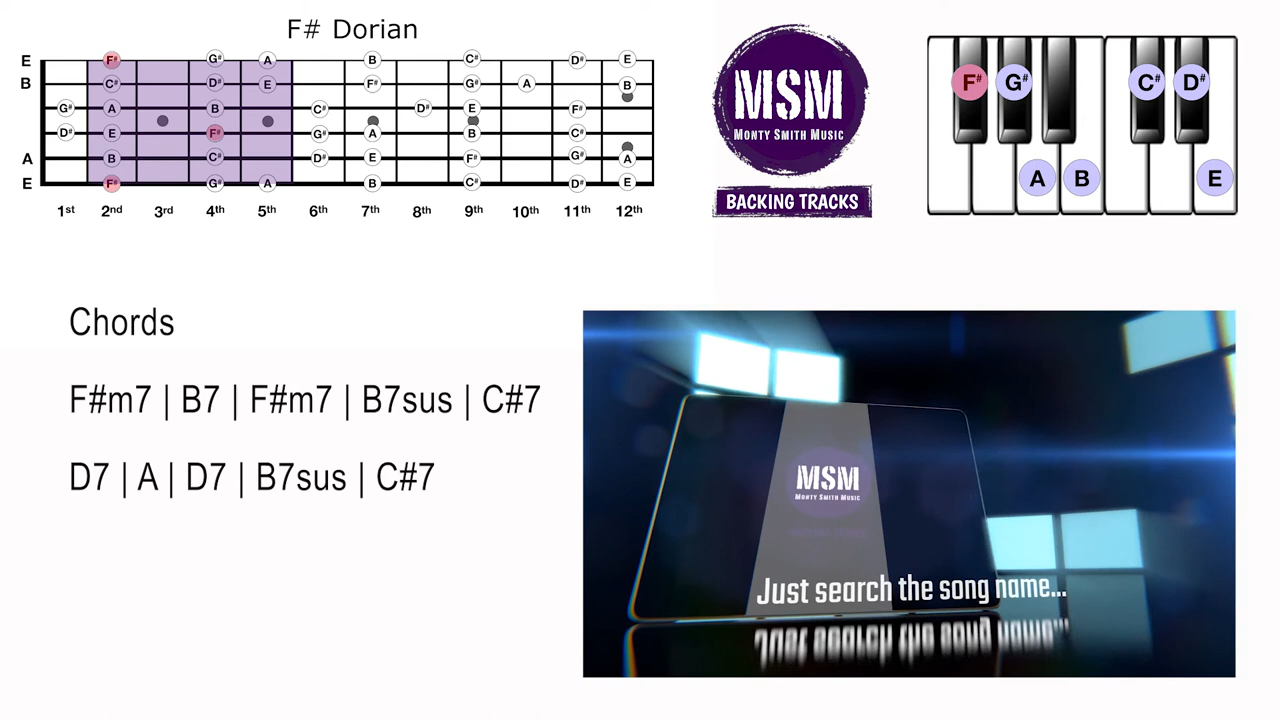 F# Dorian
E F# G# A B C# D# E
B C# D# E F# G# A B
G# A B C# D# E F#
D# E F# G# A B C#
A B C# D# E F# G# A
E F# G# A B C# D# E
1st 2nd 3rd 4th 5th 6th 7th 8th 9th 10th 11th 12th
MSM
MONTY SMITH MUSIC
BACKING TRACKS
F# G# C# D#
A B E
Chords
F#m7 | B7 | F#m7 | B7sus | C#7
D7 | A | D7 | B7sus | C#7
MSM
MONTY SMITH MUSIC
Just search the song name...